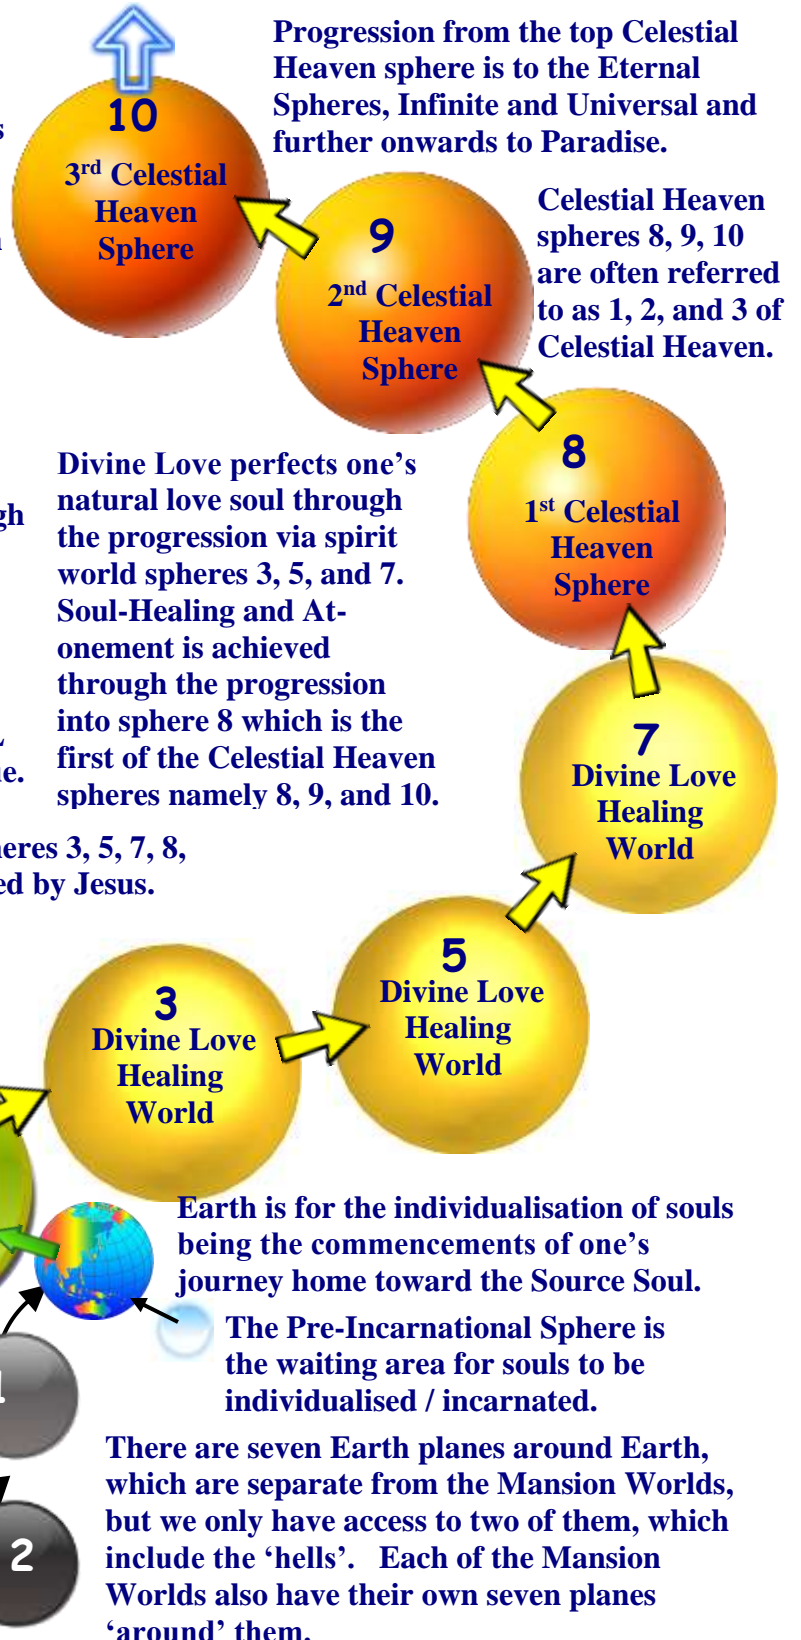 Progression from the top Celestial
Heaven sphere is to the Eternal
Spheres, Infinite and Universal and
further onwards to Paradise.
10
3rd Celestial
Heaven
Sphere
9
2nd Celestial
Heaven
Sphere
Celestial Heaven
spheres 8, 9, 10
are often referred
to as 1, 2, and 3 of
Celestial Heaven.
8
1st Celestial
Heaven
Sphere
Divine Love perfects one's
natural love soul through
the progression via spirit
world spheres 3, 5, and 7.
Soul-Healing and At-
onement is achieved
through the progression
into sphere 8 which is the
first of the Celestial Heaven
spheres namely 8, 9, and 10.
7
Divine Love
Healing
World
3, 5, 7, 8,
by Jesus.
5
Divine Love
Healing
World
3
Divine Love
Healing
World
Earth is for the individualisation of souls
being the commencements of one's
journey home toward the Source Soul.
The Pre-Incarnational Sphere is
the waiting area for souls to be
individualised / incarnated.
1
There are seven Earth planes around Earth,
which are separate from the Mansion Worlds,
but we only have access to two of them, which
include the 'hells'.   Each of the Mansion
Worlds also have their own seven planes
'around' them.
2